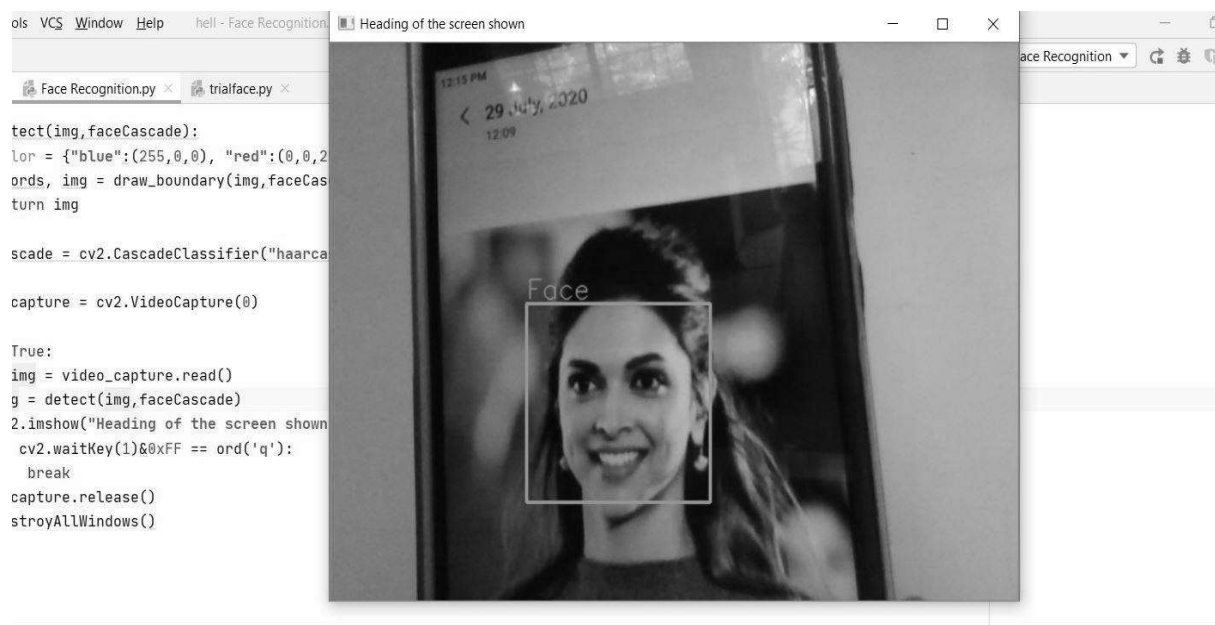 ols VCS Window Help hell - Face Recognition.
Heading of the screen shown
ace Recognition
Face Recognition.py
trialface.py
tect(img,faceCascade):
lor = {"blue":(255,0,0), "red":(0,0,2
ords, img = draw_boundary(img,faceCas
turn img
scade = cv2.CascadeClassifier("haarca
capture = cv2.VideoCapture(0)
True:
img = video_capture.read()
g = detect(img,faceCascade)
2.imshow("Heading of the screen shown
cv2.waitKey(1)&0xFF == ord('q'):
break
capture.release()
stroyAllWindows()
12:15 PM
29 July, 2020
12:09
Face